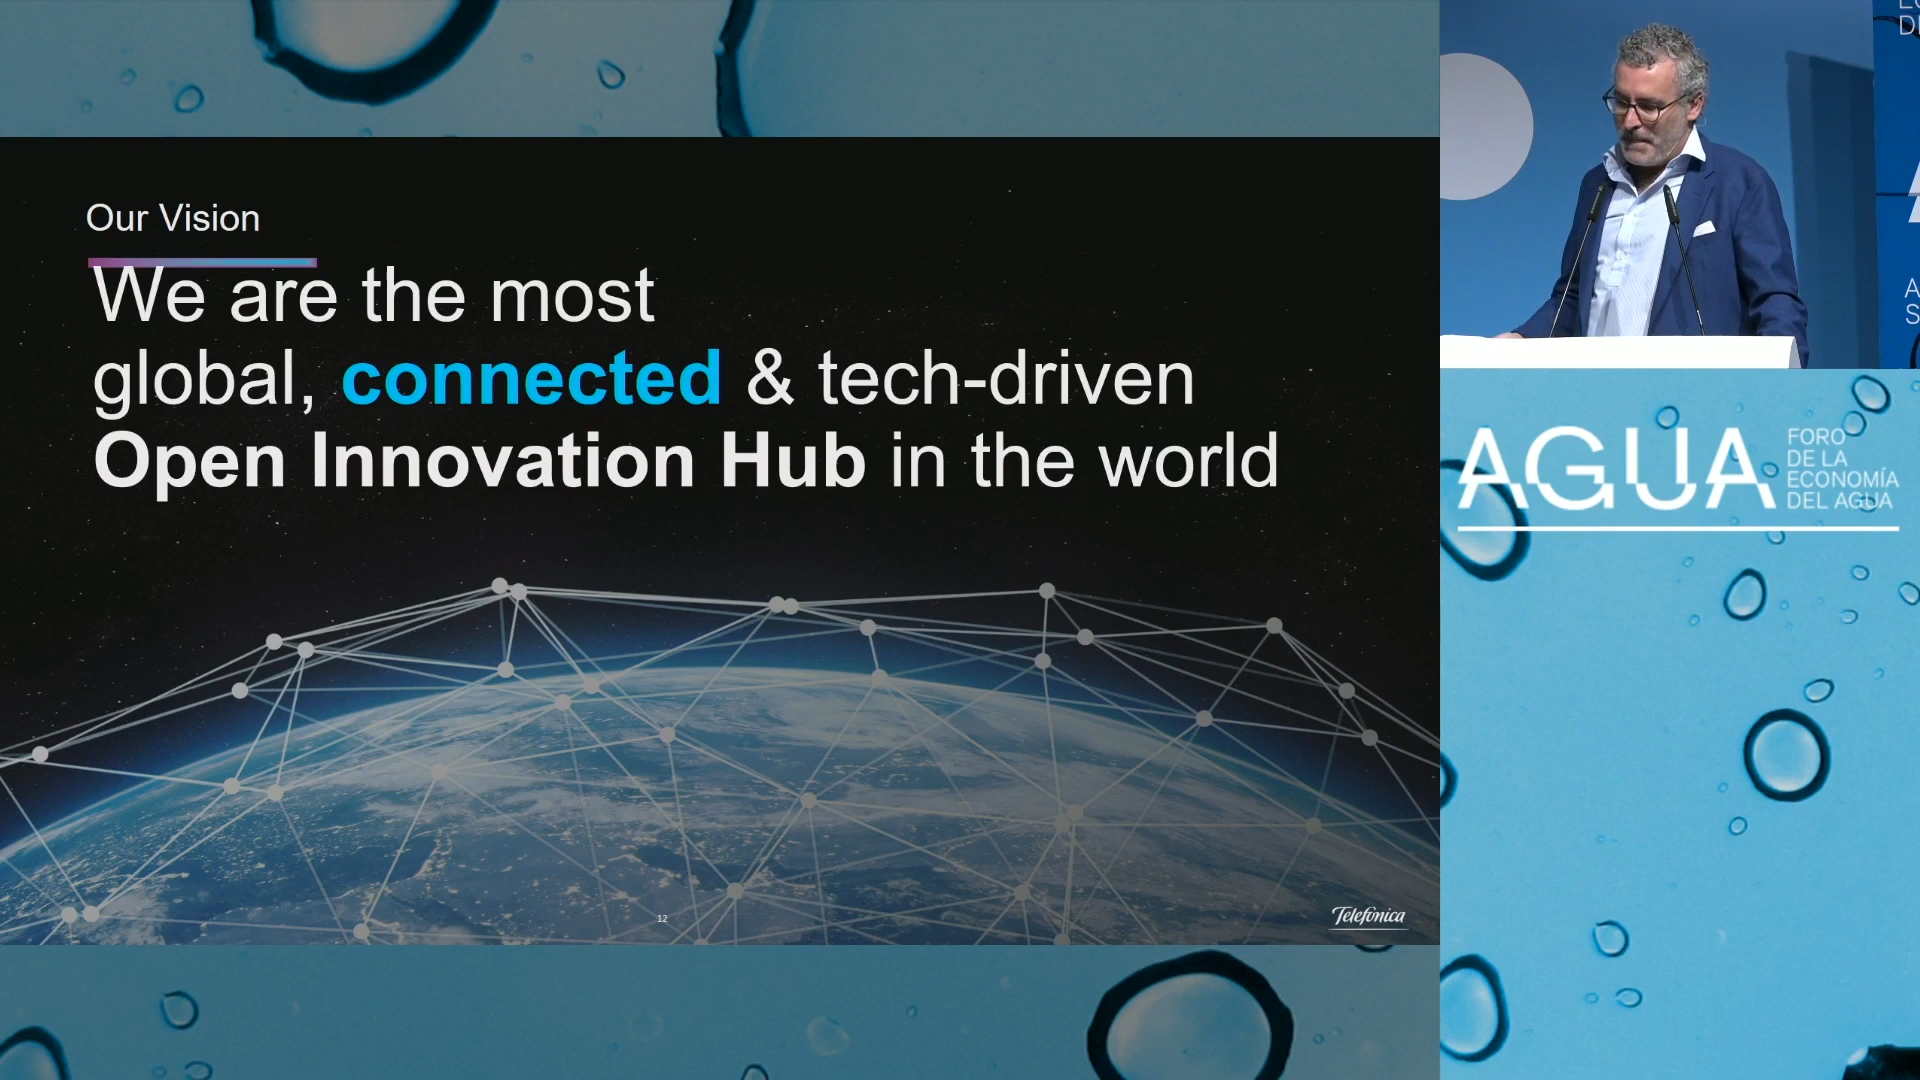 Our Vision
We are the most
global, connected & tech-driven
Open Innovation Hub in the world
12
Telefónica
AGUA
FORO
DE LA
ECONOMÍA
DEL AGUA